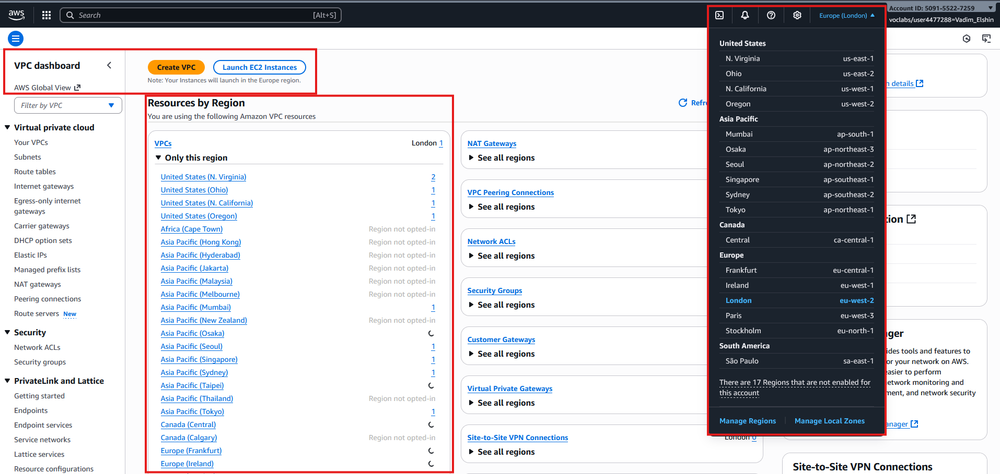 aws
Search
[Alt+S]
Europe (London)
Account ID: 5091-5522-7259
voclabs/user4477288=Vadim_Elshin
VPC dashboard
AWS Global View
Filter by VPC
Virtual private cloud
Your VPCs
Subnets
Route tables
Internet gateways
Egress-only internet
gateways
Carrier gateways
DHCP option sets
Elastic IPs
Managed prefix lists
NAT gateways
Peering connections
Route servers New
Security
Network ACLs
Security groups
PrivateLink and Lattice
Getting started
Endpoints
Endpoint services
Service networks
Lattice services
Resource configurations
Create VPC
Launch EC2 Instances
Note: Your Instances will launch in the Europe region.
Resources by Region
You are using the following Amazon VPC resources
Refre
VPCs London 1
Only this region
United States (N. Virginia) 2
United States (Ohio) 1
United States (N. California) 1
United States (Oregon) 1
Africa (Cape Town) Region not opted-in
Asia Pacific (Hong Kong) Region not opted-in
Asia Pacific (Hyderabad) Region not opted-in
Asia Pacific (Jakarta) Region not opted-in
Asia Pacific (Malaysia) Region not opted-in
Asia Pacific (Melbourne) Region not opted-in
Asia Pacific (Mumbai) 1
Asia Pacific (New Zealand) Region not opted-in
Asia Pacific (Osaka)
Asia Pacific (Seoul) 1
Asia Pacific (Singapore) 1
Asia Pacific (Sydney) 1
Asia Pacific (Taipei)
Asia Pacific (Thailand) Region not opted-in
Asia Pacific (Tokyo) 1
Canada (Central)
Canada (Calgary) Region not opted-in
Europe (Frankfurt)
Europe (Ireland)
NAT Gateways
See all regions
VPC Peering Connections
See all regions
Network ACLs
See all regions
Security Groups
See all regions
Customer Gateways
See all regions
Virtual Private Gateways
See all regions
Site-to-Site VPN Connections London 0
See all regions
United States
N. Virginia us-east-1
Ohio us-east-2
N. California us-west-1
Oregon us-west-2
Asia Pacific
Mumbai ap-south-1
Osaka ap-northeast-3
Seoul ap-northeast-2
Singapore ap-southeast-1
Sydney ap-southeast-2
Tokyo ap-northeast-1
Canada
Central ca-central-1
Europe
Frankfurt eu-central-1
Ireland eu-west-1
London eu-west-2
Paris eu-west-3
Stockholm eu-north-1
South America
São Paulo sa-east-1
There are 17 Regions that are not enabled for
this account
Manage Regions
Manage Local Zones
n details
tion
ger
ides tools and features to
or your network on AWS.
easier to perform
etwork monitoring and
ment, and network security
anager
Site-to-Site VPN Connections